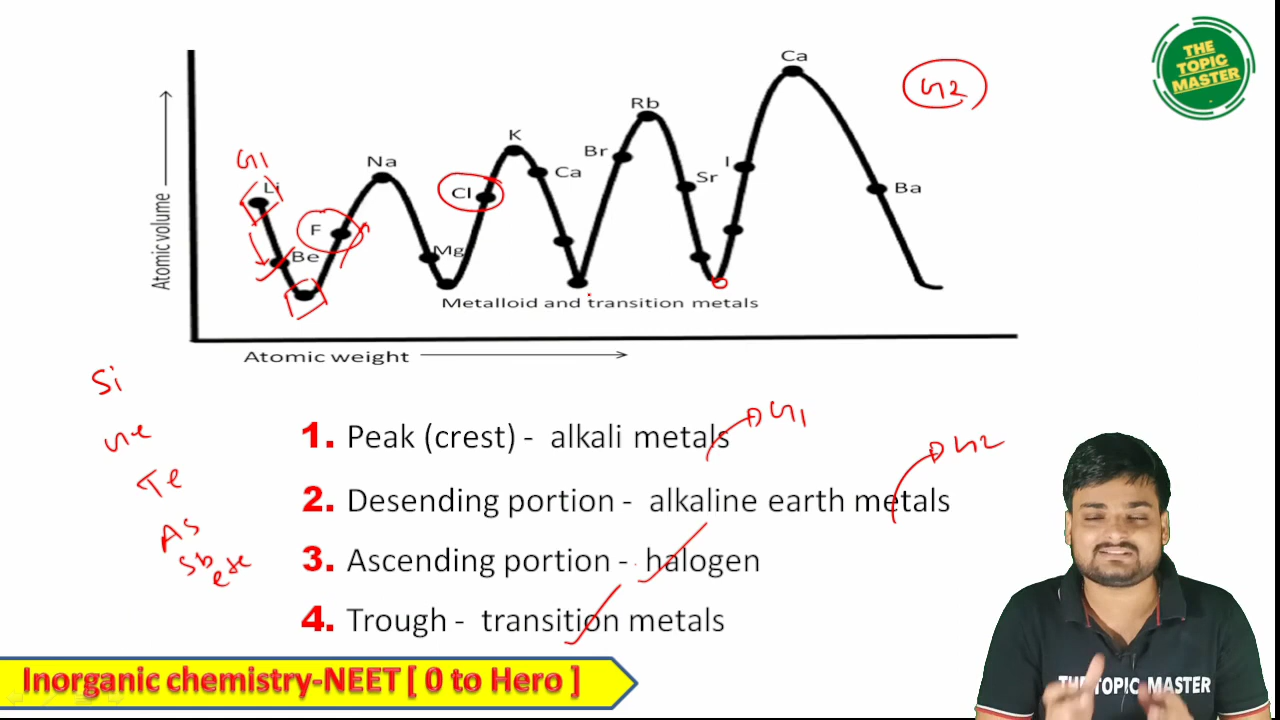 THE
TOPIC
MASTER
Ca
G2
Rb
K
Br
Na
G1
Li
Cl
Ca
I
Sr
Ba
F
Mg
Be
Atomic volume
Metalloid and transition metals
Atomic weight
Si
Ge
Te
As
Sb
etc
1. Peak (crest) - alkali metals
G1
2. Desending portion - alkaline earth metals
G2
3. Ascending portion - halogen
4. Trough - transition metals
Inorganic chemistry-NEET [ 0 to Hero ]
THE TOPIC MASTER